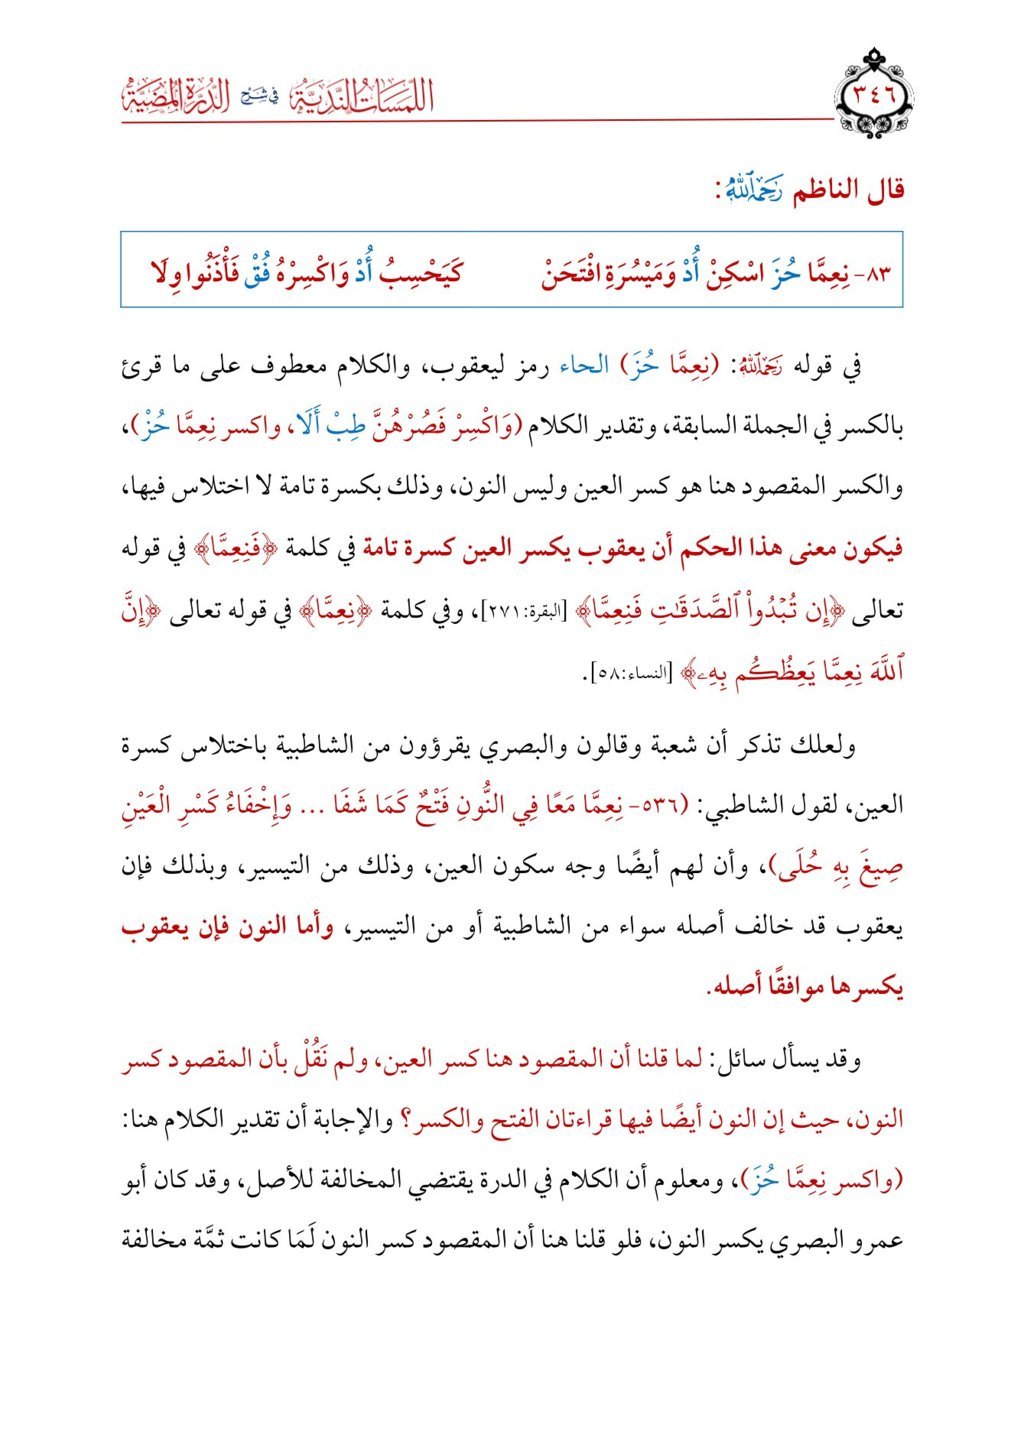 اللمسات الندية في شرح الدرة المضية
٣٤٦
قال الناظم رَحِمَهُ ٱللَّهُ:
٨٣- نِعِمَّا حُزَ اسْكِنْ أُدْ وَمَيْسُرَةِ افْتَحَنْ كَيَحْسِبُ أُدْ وَاكْسِرْهُ فُقْ فَأْذَنُوا وِلَا
في قوله رَحِمَهُ ٱللَّهُ: (نِعِمَّا حُزَ) الحاء رمز ليعقوب، والكلام معطوف على ما قرئ
بالكسر في الجملة السابقة، وتقدير الكلام (وَاكْسِرْ فَصُرْهُنَّ طِبْ أَلَا، واكسر نِعِمَّا حُزْ)،
والكسر المقصود هنا هو كسر العين وليس النون، وذلك بكسرة تامة لا اختلاس فيها،
فيكون معنى هذا الحكم أن يعقوب يكسر العين كسرة تامة في كلمة ﴿فَنِعِمَّا﴾ في قوله
تعالى ﴿إِن تُبْدُواْ ٱلصَّدَقَٰتِ فَنِعِمَّا﴾ [البقرة:٢٧١]، وفي كلمة ﴿نِعِمَّا﴾ في قوله تعالى ﴿إِنَّ
ٱللَّهَ نِعِمَّا يَعِظُكُم بِهِۦ﴾ [النساء:٥٨].
ولعلك تذكر أن شعبة وقالون والبصري يقرؤون من الشاطبية باختلاس كسرة
العين، لقول الشاطبي: (٥٣٦- نِعِمَّا مَعًا فِي النُّونِ فَتْحٌ كَمَا شَفَا ... وَإِخْفَاءُ كَسْرِ الْعَيْنِ
صِيغَ بِهِ حُلَى)، وأن لهم أيضًا وجه سكون العين، وذلك من التيسير، وبذلك فإن
يعقوب قد خالف أصله سواء من الشاطبية أو من التيسير، وأما النون فإن يعقوب
يكسرها موافقًا أصله.
وقد يسأل سائل: لما قلنا أن المقصود هنا كسر العين، ولم نَقُلْ بأن المقصود كسر
النون، حيث إن النون أيضًا فيها قراءتان الفتح والكسر؟ والإجابة أن تقدير الكلام هنا:
(واكسر نِعِمَّا حُزَ)، ومعلوم أن الكلام في الدرة يقتضي المخالفة للأصل، وقد كان أبو
عمرو البصري يكسر النون، فلو قلنا هنا أن المقصود كسر النون لَمَا كانت ثمَّة مخالفة